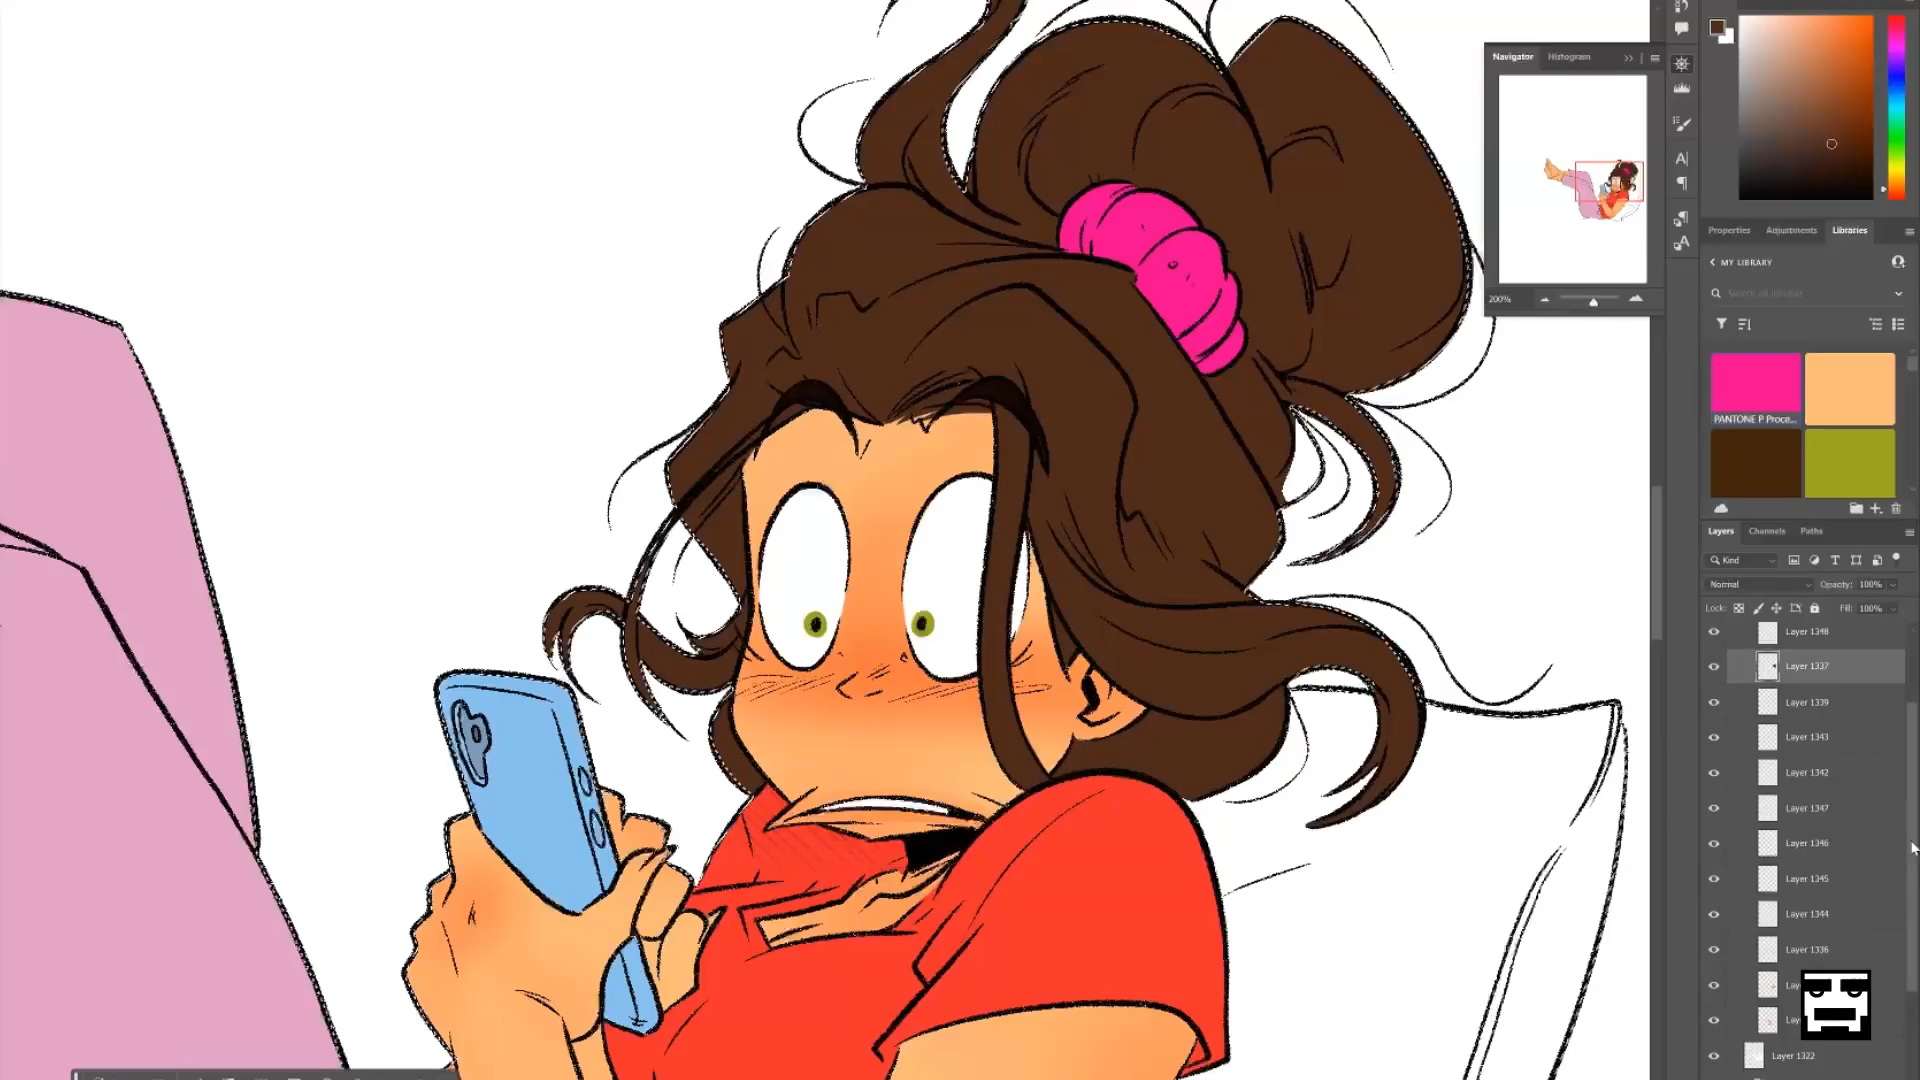 Navigator Histogram
200%
Properties Adjustments Libraries
MY LIBRARY
PANTONE P Proce...
Layers Channels Paths
Kind
Normal Opacity: 100%
Lock: Fill: 100%
Layer 1348
Layer 1337
Layer 1339
Layer 1343
Layer 1342
Layer 1347
Layer 1346
Layer 1345
Layer 1344
Layer 1336
Lay
Lay
Layer 1322